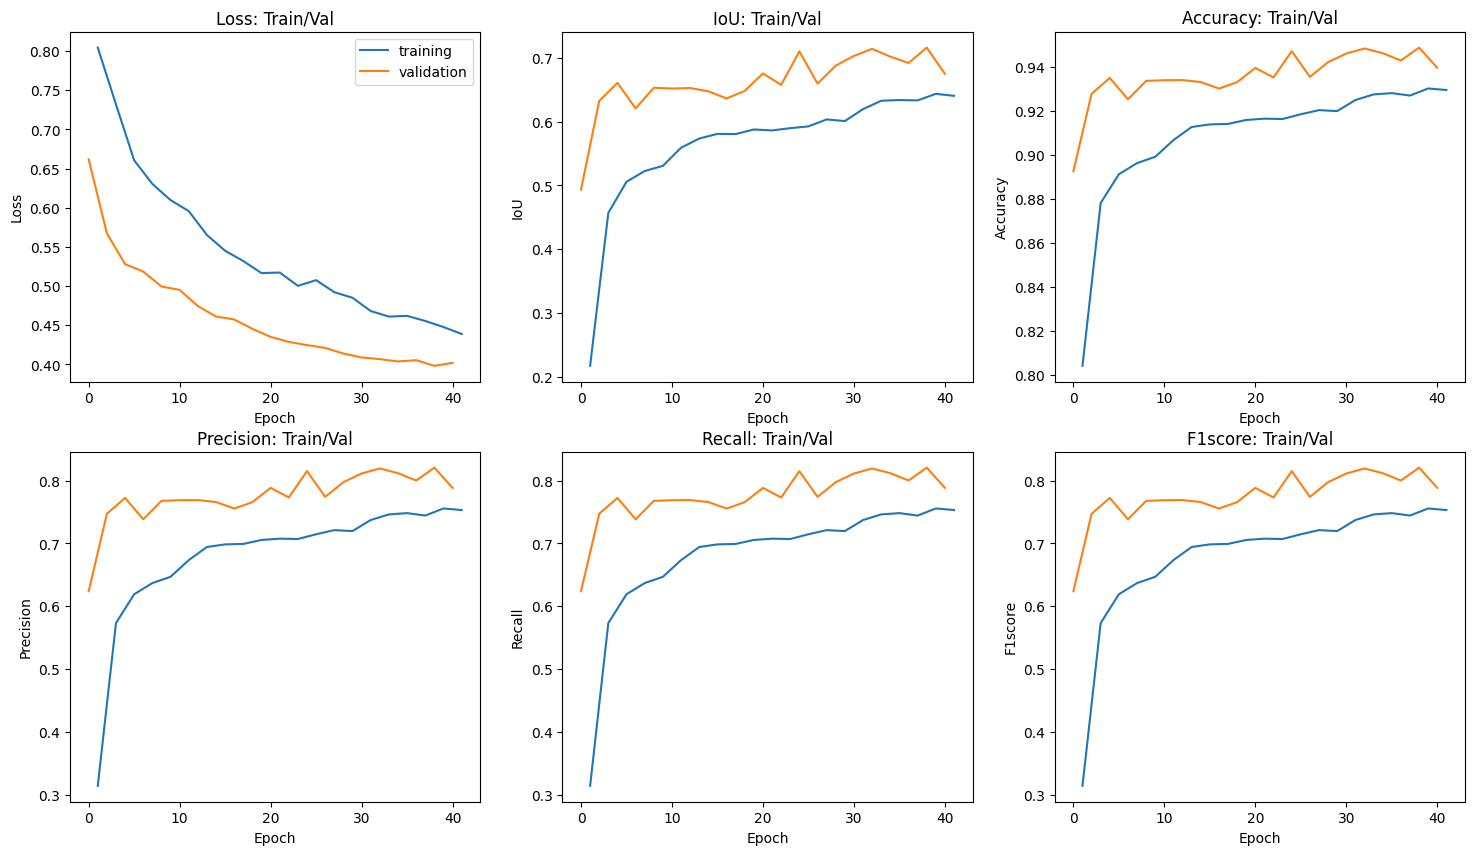 Loss: Train/Val
0.80
0.75
0.70
0.65
0.60
0.55
0.50
0.45
0.40
Loss
training
validation
0 10 20 30 40
Epoch
IoU: Train/Val
0.7
0.6
0.5
0.4
0.3
0.2
IoU
0 10 20 30 40
Epoch
Accuracy: Train/Val
0.94
0.92
0.90
0.88
0.86
0.84
0.82
0.80
Accuracy
0 10 20 30 40
Epoch
Precision: Train/Val
0.8
0.7
0.6
0.5
0.4
0.3
Precision
0 10 20 30 40
Epoch
Recall: Train/Val
0.8
0.7
0.6
0.5
0.4
0.3
Recall
0 10 20 30 40
Epoch
F1score: Train/Val
0.8
0.7
0.6
0.5
0.4
0.3
F1score
0 10 20 30 40
Epoch